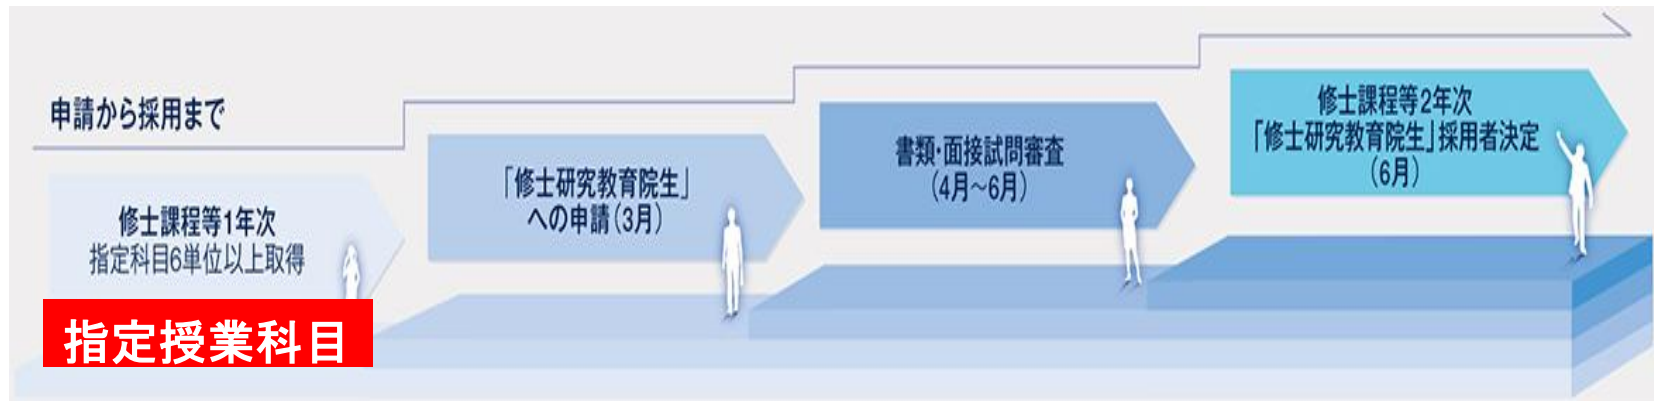 申請から採用まで
修士課程等1年次
指定科目6単位以上取得
指定授業科目
「修士研究教育院生」
への申請(3月)
書類・面接試問審査
(4月～6月)
修士課程等2年次
「修士研究教育院生」採用者決定
(6月)